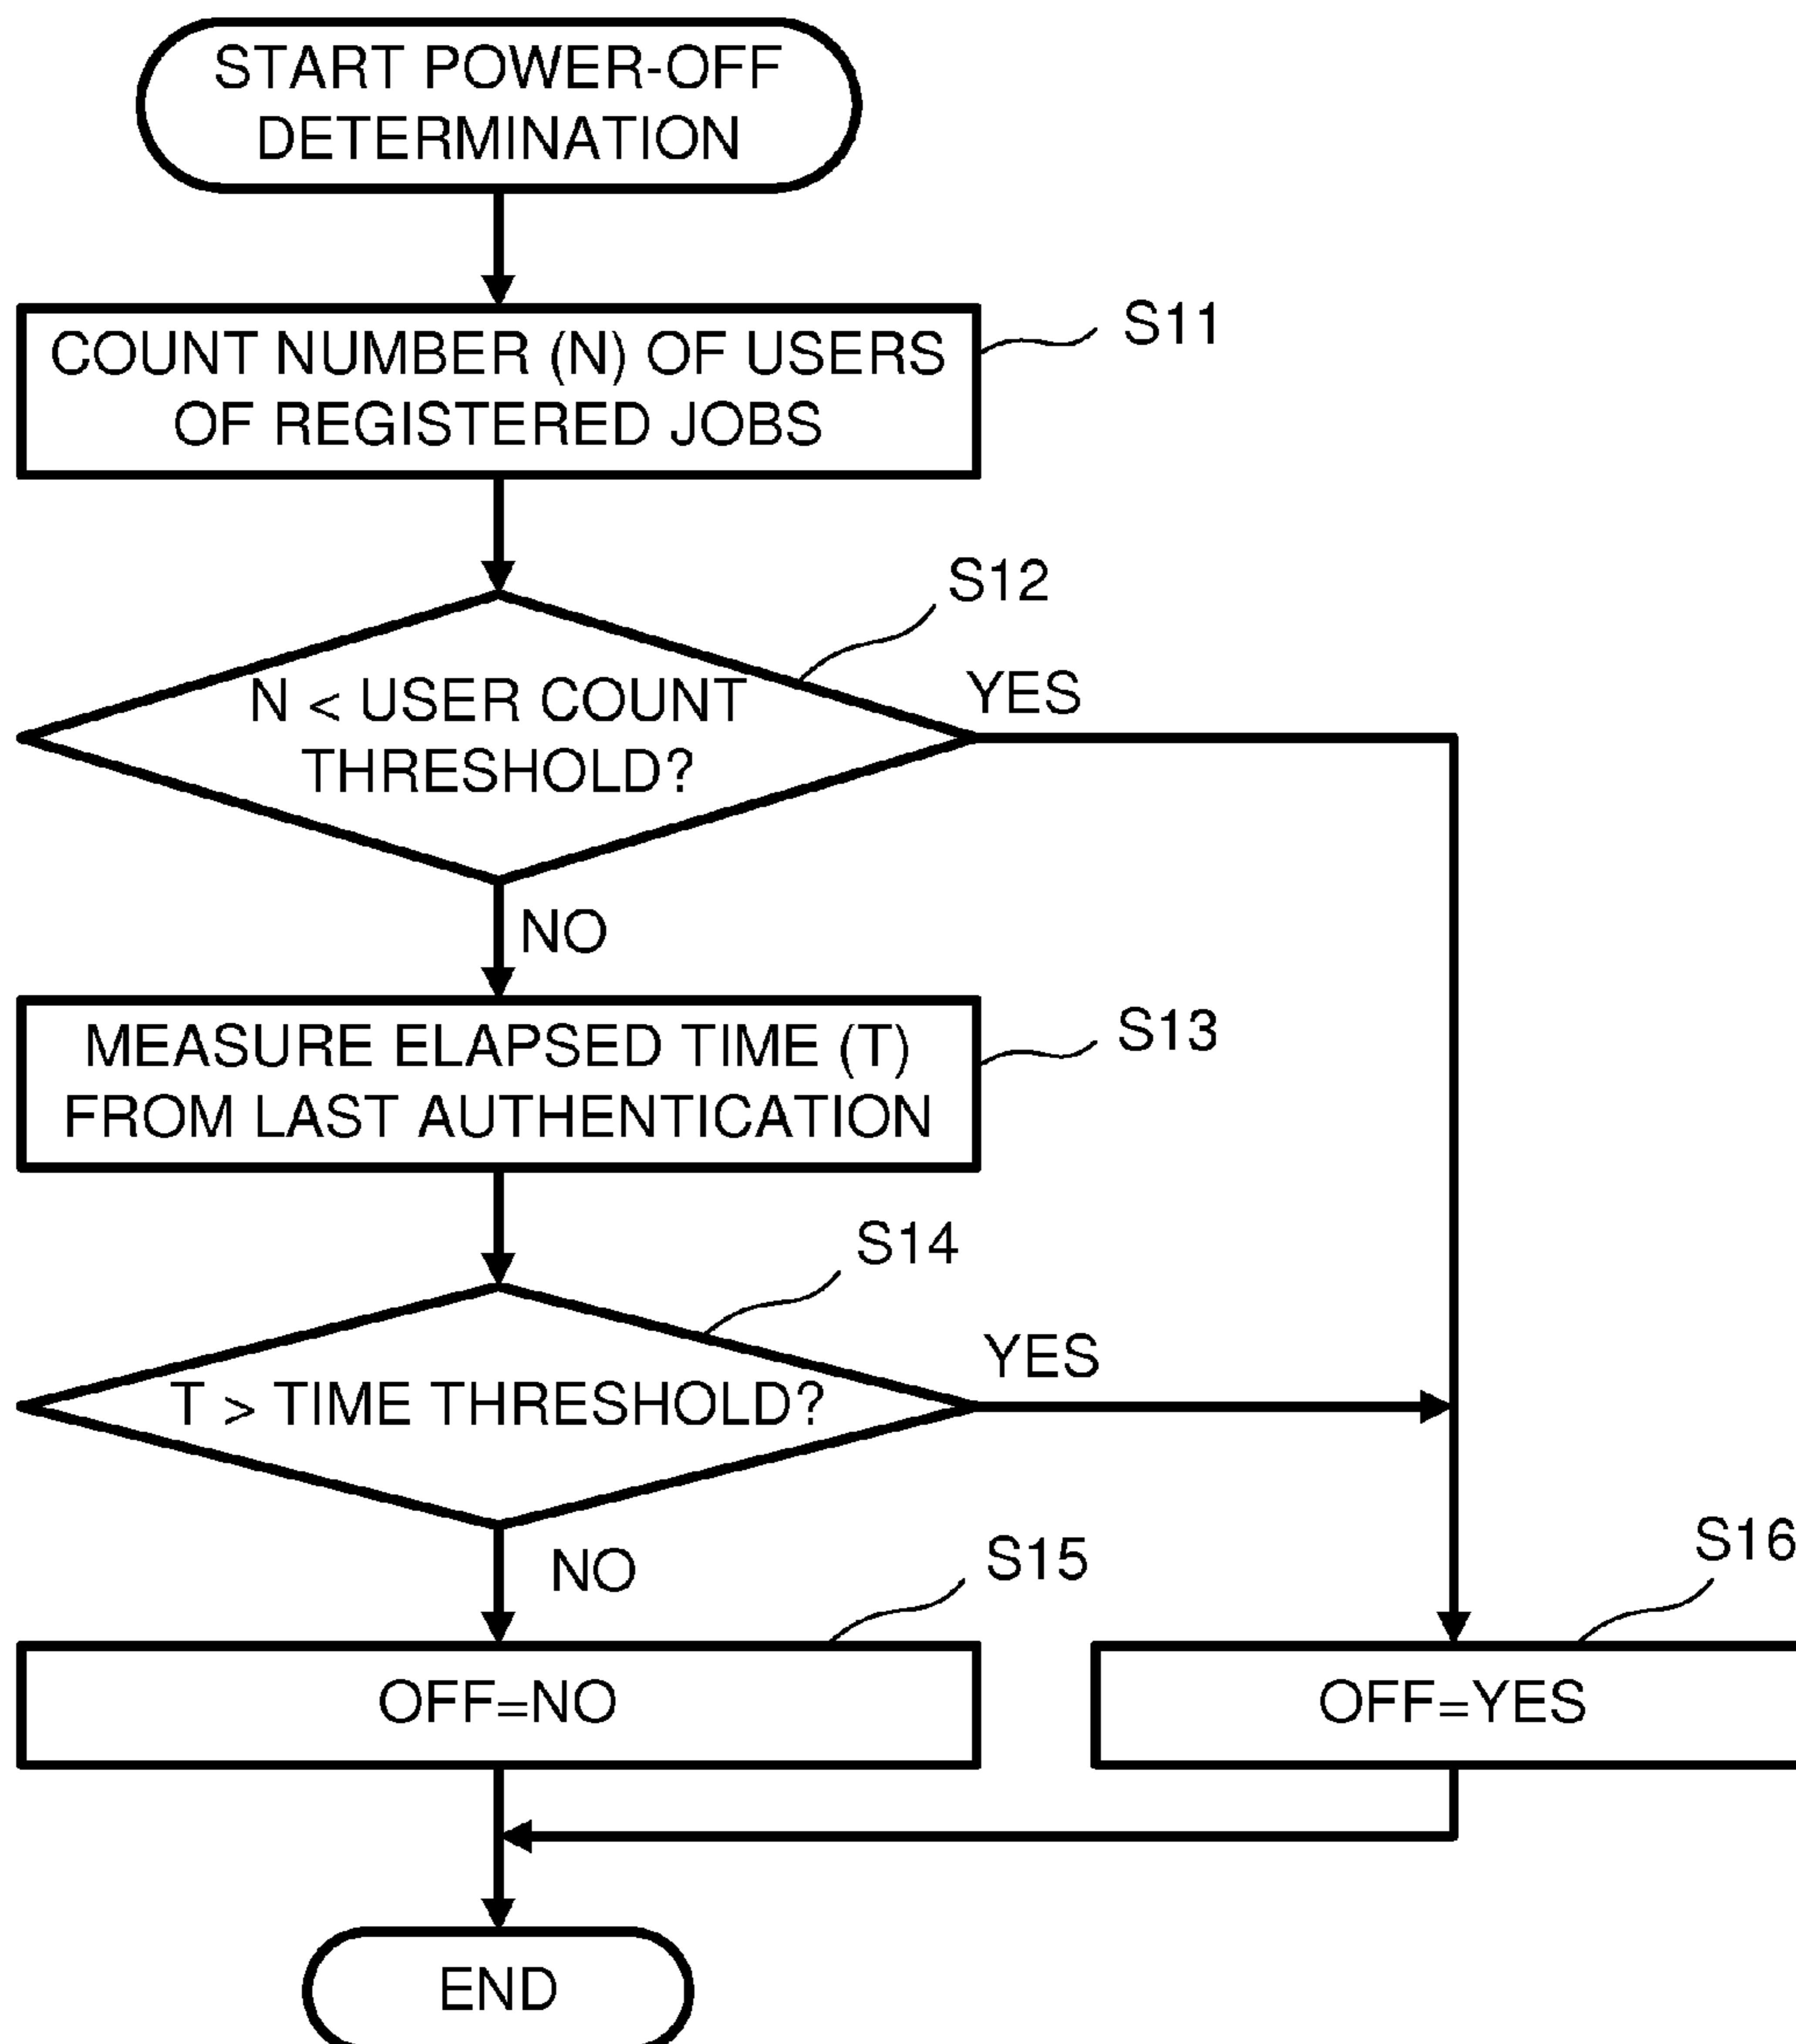 START POWER-OFF
DETERMINATION
COUNT NUMBER (N) OF USERS
OF REGISTERED JOBS
S11
S12
N < USER COUNT
THRESHOLD?
YES
NO
MEASURE ELAPSED TIME (T)
FROM LAST AUTHENTICATION
S13
S14
T > TIME THRESHOLD?
YES
NO
S15
S16
OFF=NO
OFF=YES
END